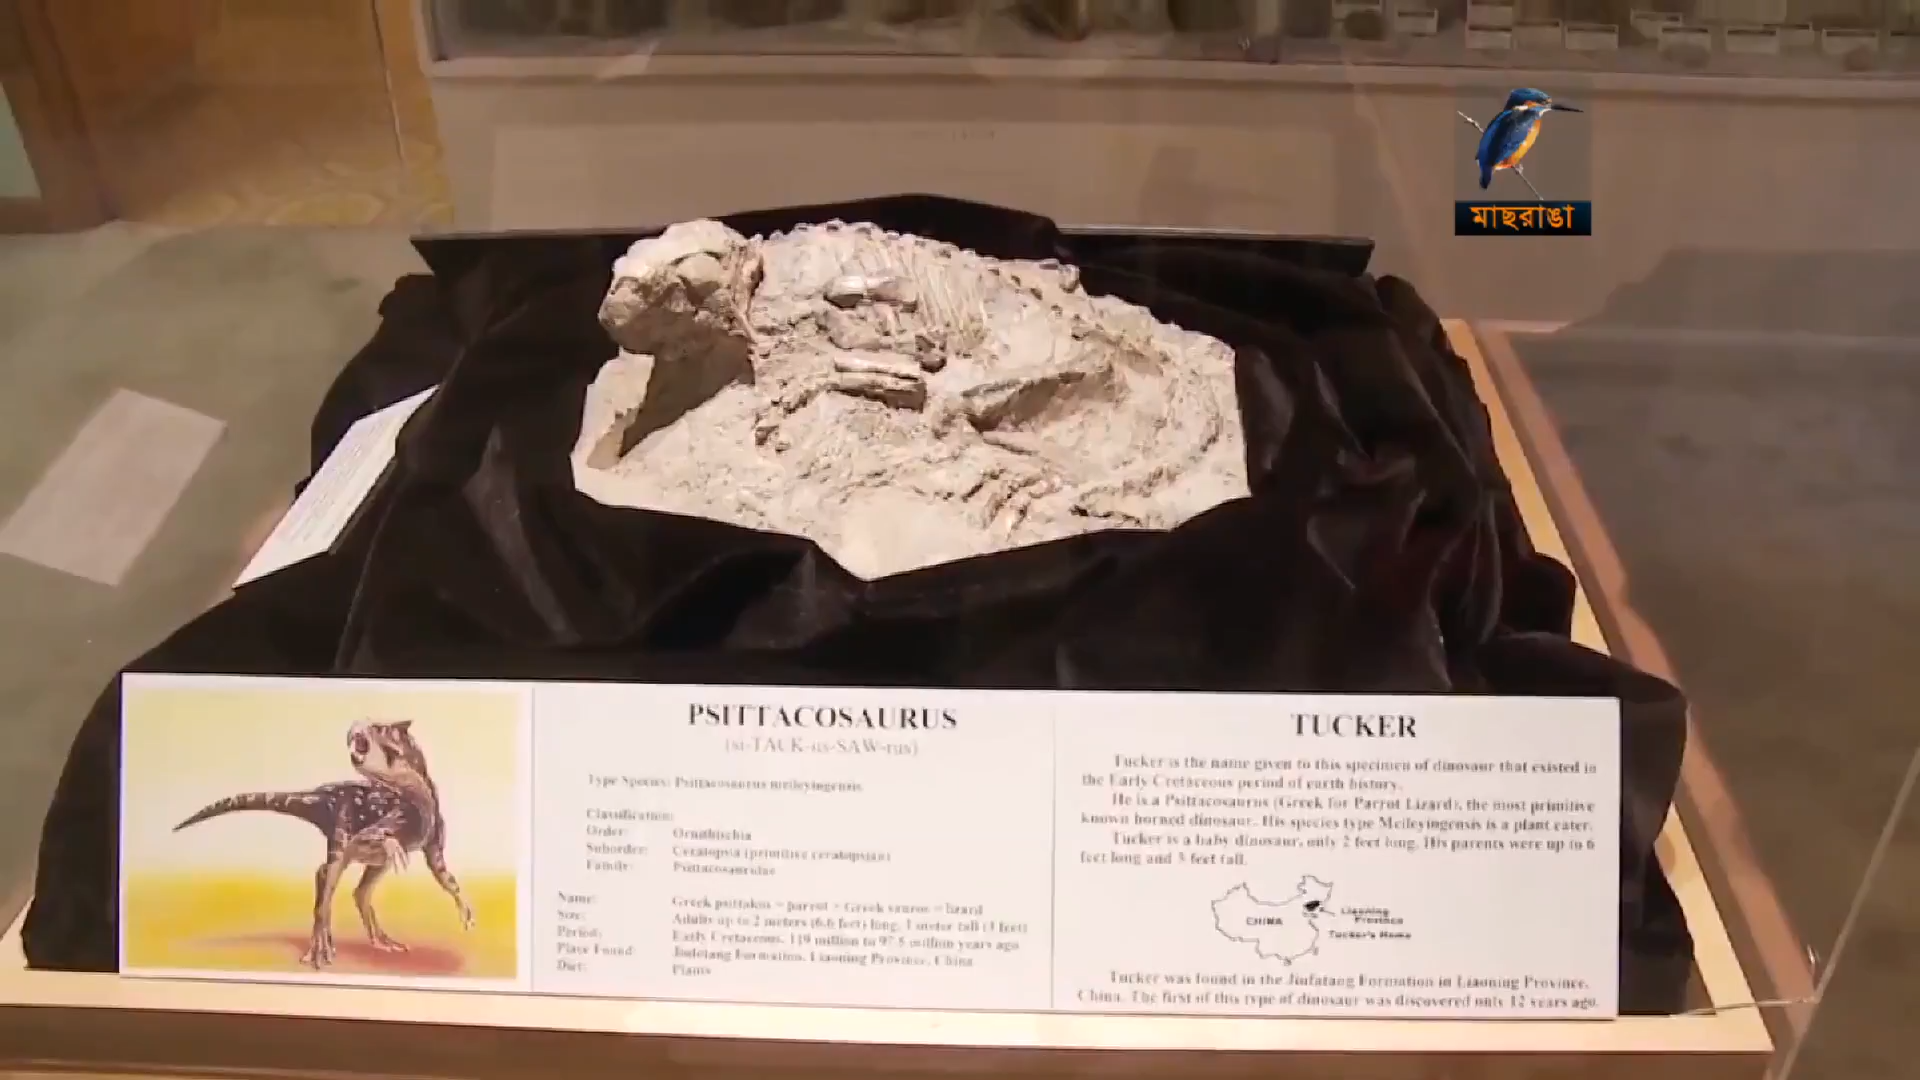 মাছরাঙা
PSITTACOSAURUS
(si-TACK-us-SAW-rus)
Type Species: Psittacosaurus meileyingensis
Classification:
Order: Ornithischia
Suborder: Ceratopsia (primitive ceratopsian)
Family: Psittacosauridae
Name: Greek psittakos = parrot + Greek sauros = lizard
Size: Adults up to 2 meters (6.6 feet) long, 1 meter tall (3 feet)
Period: Early Cretaceous, 119 million to 97.5 million years ago
Place Found: Jiufotang Formation, Liaoning Province, China
Diet: Plants
TUCKER
Tucker is the name given to this specimen of dinosaur that existed in
the Early Cretaceous period of earth history.
He is a Psittacosaurus (Greek for Parrot Lizard), the most primitive
known horned dinosaur. His species type Meileyingensis is a plant eater.
Tucker is a baby dinosaur, only 2 feet long. His parents were up to 6
feet long and 3 feet tall.
CHINA
Liaoning
Province
Tucker's Home
Tucker was found in the Jiufatang Formation in Liaoning Province,
China. The first of this type of dinosaur was discovered only 12 years ago.